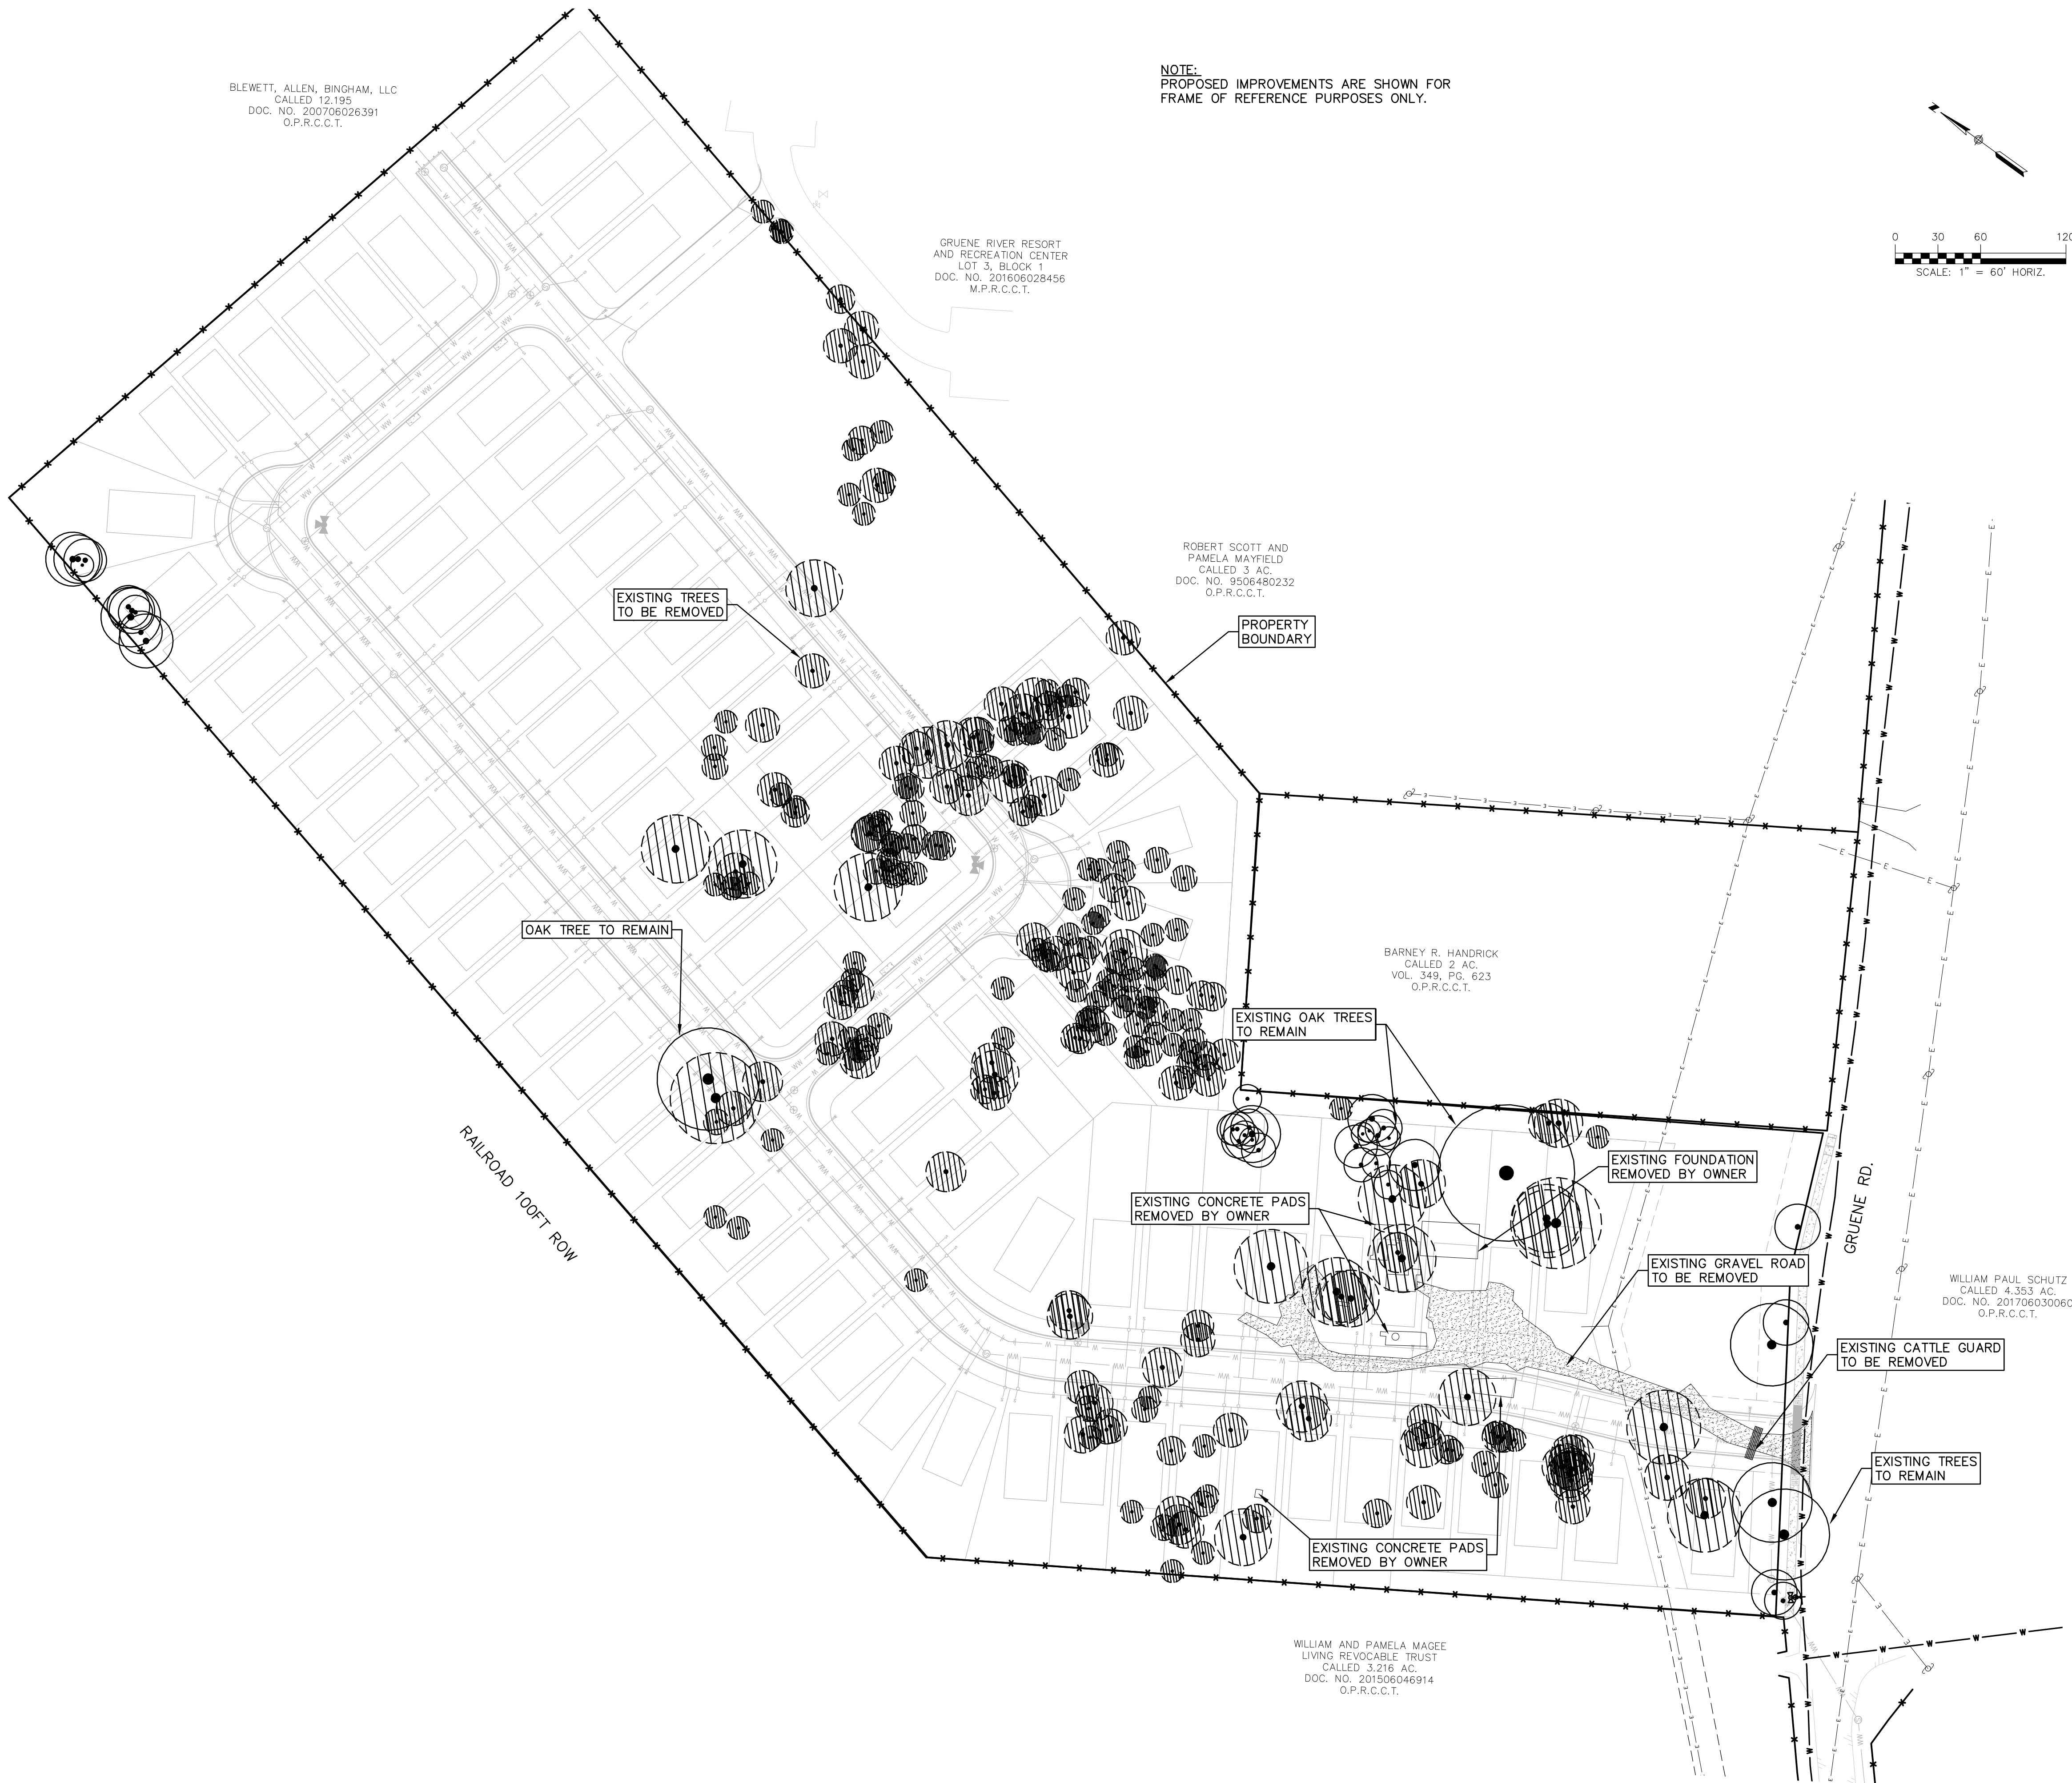 BLEWETT, ALLEN, BINGHAM, LLC
CALLED 12.195
DOC. NO. 200706026391
O.P.R.C.C.T.
NOTE:
PROPOSED IMPROVEMENTS ARE SHOWN FOR
FRAME OF REFERENCE PURPOSES ONLY.
0 30 60 120
SCALE: 1" = 60' HORIZ.
GRUENE RIVER RESORT
AND RECREATION CENTER
LOT 3, BLOCK 1
DOC. NO. 201606028456
M.P.R.C.C.T.
ROBERT SCOTT AND
PAMELA MAYFIELD
CALLED 3 AC.
DOC. NO. 9506480232
O.P.R.C.C.T.
EXISTING TREES
TO BE REMOVED
PROPERTY
BOUNDARY
OAK TREE TO REMAIN
BARNEY R. HANDRICK
CALLED 2 AC.
VOL. 349, PG. 623
O.P.R.C.C.T.
EXISTING OAK TREES
TO REMAIN
RAILROAD 100FT ROW
EXISTING FOUNDATION
REMOVED BY OWNER
EXISTING CONCRETE PADS
REMOVED BY OWNER
GRUENE RD.
EXISTING GRAVEL ROAD
TO BE REMOVED
WILLIAM PAUL SCHUTZ
CALLED 4.353 AC.
DOC. NO. 201706030060
O.P.R.C.C.T.
EXISTING CATTLE GUARD
TO BE REMOVED
EXISTING TREES
TO REMAIN
EXISTING CONCRETE PADS
REMOVED BY OWNER
WILLIAM AND PAMELA MAGEE
LIVING REVOCABLE TRUST
CALLED 3.216 AC.
DOC. NO. 201506046914
O.P.R.C.C.T.